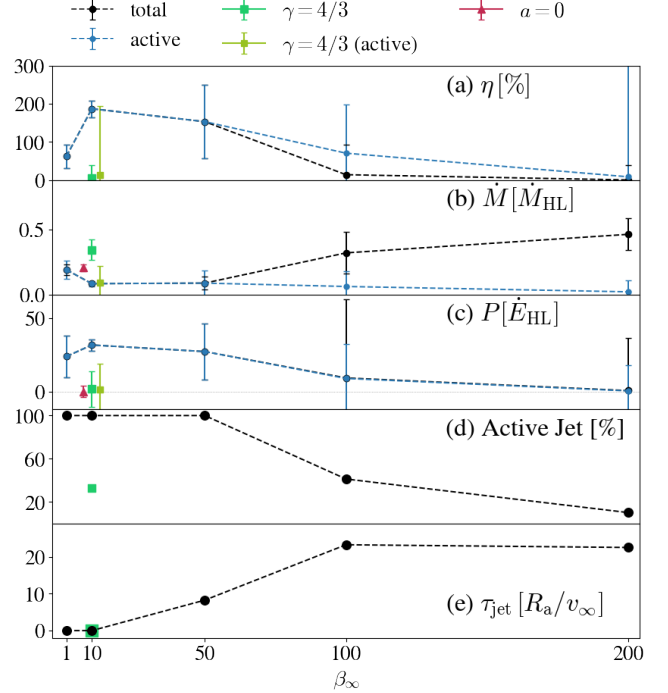 total
γ = 4/3
a = 0
active
γ = 4/3 (active)
300
200
100
0
(a) η [%]
0.5
0.0
(b) Ṁ [Ṁ_HL]
50
0
(c) P [Ė_HL]
100
60
20
(d) Active Jet [%]
20
10
0
(e) τ_jet [R_a/v_∞]
1 10 50 100 200
β_∞